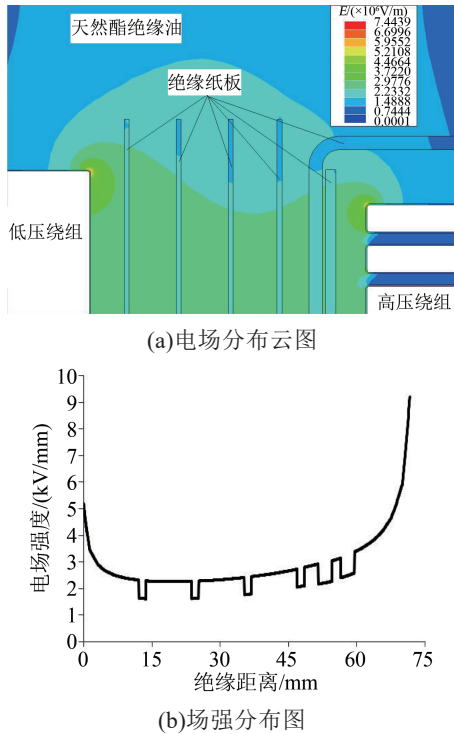 天然酯绝缘油
E/(×10⁶V/m)
7.4439
6.6996
5.9552
5.2108
4.4664
3.7220
2.9776
2.2332
1.4888
0.7444
0.0001
绝缘纸板
低压绕组
高压绕组
(a)电场分布云图
电场强度/(kV/mm)
10
9
8
7
6
5
4
3
2
1
0
0 15 30 45 60 75
绝缘距离/mm
(b)场强分布图